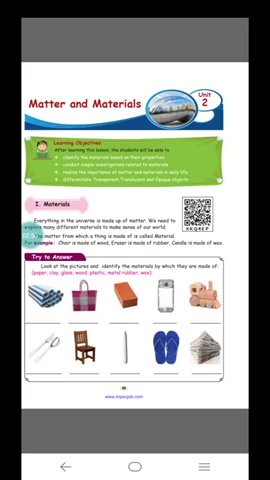 Unit
2
Matter and Materials
Learning Objectives
After learning this lesson, the students will be able to
classify the materials based on their properties
conduct simple investigations related to materials
realize the importance of matter and materials in daily life
differentiate Transparent, Translucent and Opaque objects
I. Materials
Everything in the universe is made up of matter. We need to
explore many different materials to make sense of our world.
The matter from which a thing is made of is called Material.
For example: Chair is made of wood, Eraser is made of rubber, Candle is made of wax.
XKQ4EP
Try to Answer
Look at the pictures and identify the materials by which they are made of:
(paper, clay, glass, wood, plastic, metal rubber, wax)
www.tnpscjob.com